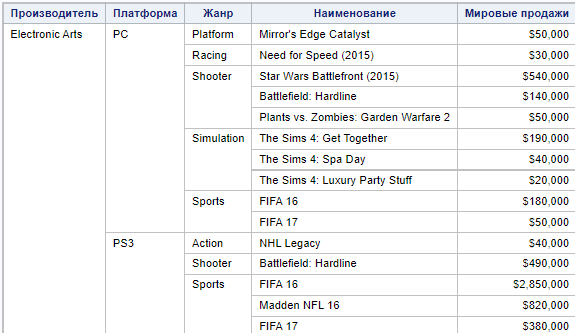 Производитель Платформа Жанр Наименование Мировые продажи
Electronic Arts PC Platform Mirror's Edge Catalyst $50,000
Racing Need for Speed (2015) $30,000
Shooter Star Wars Battlefront (2015) $540,000
Battlefield: Hardline $140,000
Plants vs. Zombies: Garden Warfare 2 $50,000
Simulation The Sims 4: Get Together $190,000
The Sims 4: Spa Day $40,000
The Sims 4: Luxury Party Stuff $20,000
Sports FIFA 16 $180,000
FIFA 17 $50,000
PS3 Action NHL Legacy $40,000
Shooter Battlefield: Hardline $490,000
Sports FIFA 16 $2,850,000
Madden NFL 16 $820,000
FIFA 17 $380,000